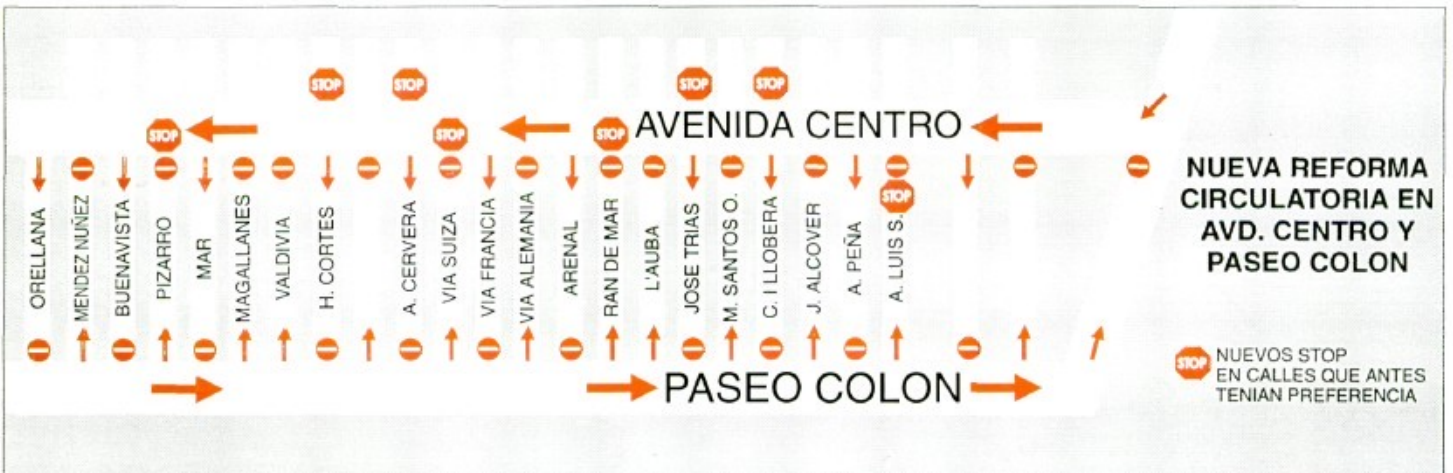 STOP
STOP
STOP
STOP
STOP
STOP
STOP
AVENIDA CENTRO
STOP
ORELLANA
MENDEZ NUÑEZ
BUENAVISTA
PIZARRO
MAR
MAGALLANES
VALDIVIA
H. CORTES
A. CERVERA
VIA SUIZA
VIA FRANCIA
VIA ALEMANIA
ARENAL
RAN DE MAR
L'AUBA
JOSE TRIAS
M. SANTOS O.
C. I LLOBERA
J. ALCOVER
A. PEÑA
A. LUIS S.
PASEO COLON
NUEVA REFORMA
CIRCULATORIA EN
AVD. CENTRO Y
PASEO COLON
STOP
NUEVOS STOP
EN CALLES QUE ANTES
TENIAN PREFERENCIA